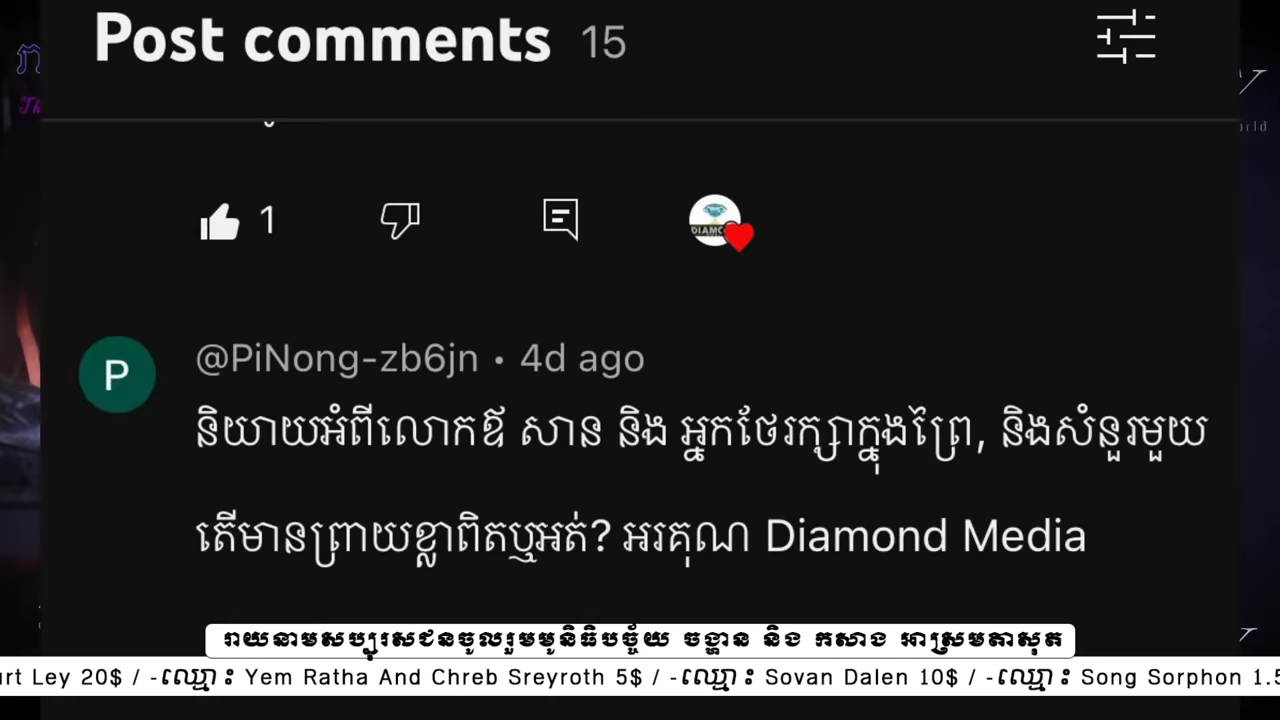 Post comments 15
1
@PiNong-zb6jn • 4d ago
និយាយអំពីលោកឪ សាន និង អ្នកថែរក្សាក្នុងព្រៃ, និងសំនួរមួយ
តើមានព្រាយខ្លាពិតឬអត់? អរគុណ Diamond Media
រាយនាមសប្បុរសជនចូលរួមមូនិធិបច្ច័យ ចង្ហាន និង កសាង អាស្រមតាសុត
Ley 20$ / -ឈ្មោះ Yem Ratha And Chreb Sreyroth 5$ / -ឈ្មោះ Sovan Dalen 10$ / -ឈ្មោះ Song Sorphon